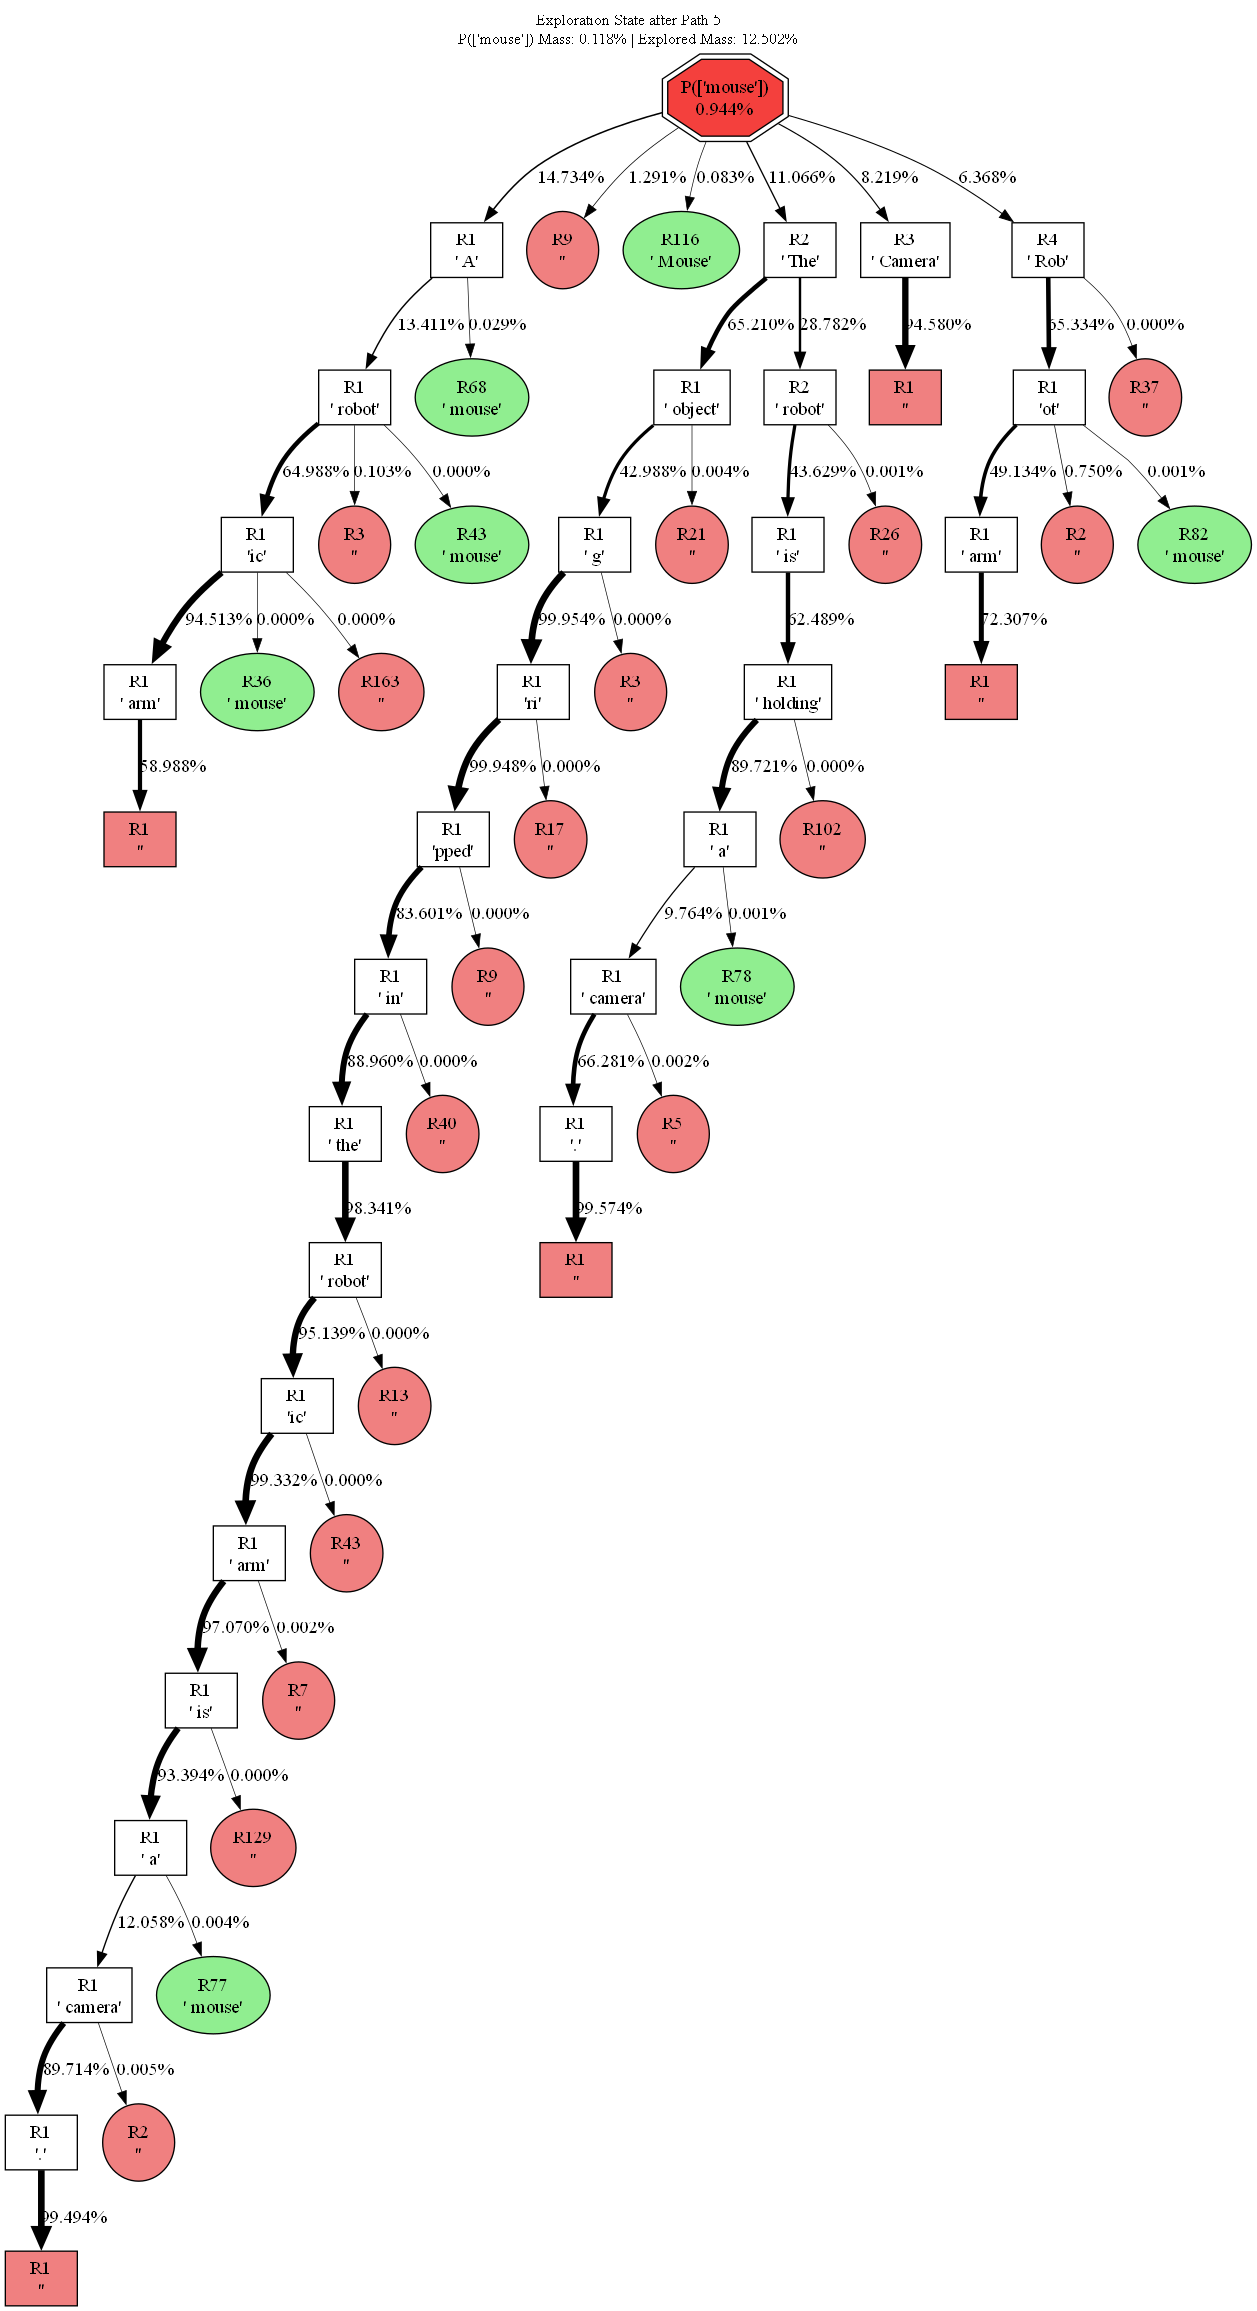 Exploration State after Path 5
P(['mouse']) Mass: 0.118% | Explored Mass: 12.502%
P(['mouse'])
0.944%
14.734%
1.291%
0.083%
11.066%
8.219%
6.368%
R1
' A'
R9
''
R116
' Mouse'
R2
' The'
R3
' Camera'
R4
' Rob'
13.411%
0.029%
65.210%
28.782%
94.580%
65.334%
0.000%
R1
' robot'
R68
' mouse'
R1
' object'
R2
' robot'
R1
''
R1
'ot'
R37
''
64.988%
0.103%
0.000%
42.988%
0.004%
43.629%
0.001%
49.134%
0.750%
0.001%
R1
'ic'
R3
''
R43
' mouse'
R1
' g'
R21
''
R1
' is'
R26
''
R1
' arm'
R2
''
R82
' mouse'
94.513%
0.000%
0.000%
99.954%
0.000%
62.489%
72.307%
R1
' arm'
R36
' mouse'
R163
''
R1
'ri'
R3
''
R1
' holding'
R1
''
58.988%
99.948%
0.000%
89.721%
0.000%
R1
''
R1
'pped'
R17
''
R1
' a'
R102
''
83.601%
0.000%
9.764%
0.001%
R1
' in'
R9
''
R1
' camera'
R78
' mouse'
88.960%
0.000%
66.281%
0.002%
R1
' the'
R40
''
R1
'.'
R5
''
98.341%
99.574%
R1
' robot'
R1
''
95.139%
0.000%
R1
'ic'
R13
''
99.332%
0.000%
R1
' arm'
R43
''
97.070%
0.002%
R1
' is'
R7
''
93.394%
0.000%
R1
' a'
R129
''
12.058%
0.004%
R1
' camera'
R77
' mouse'
89.714%
0.005%
R1
'.'
R2
''
99.494%
R1
''